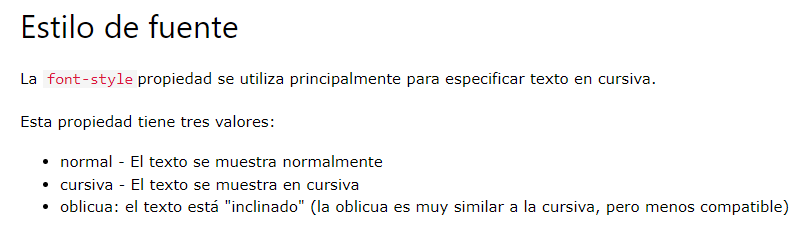 Estilo de fuente
La font-style propiedad se utiliza principalmente para especificar texto en cursiva.
Esta propiedad tiene tres valores:
• normal - El texto se muestra normalmente
• cursiva - El texto se muestra en cursiva
• oblicua: el texto está "inclinado" (la oblicua es muy similar a la cursiva, pero menos compatible)